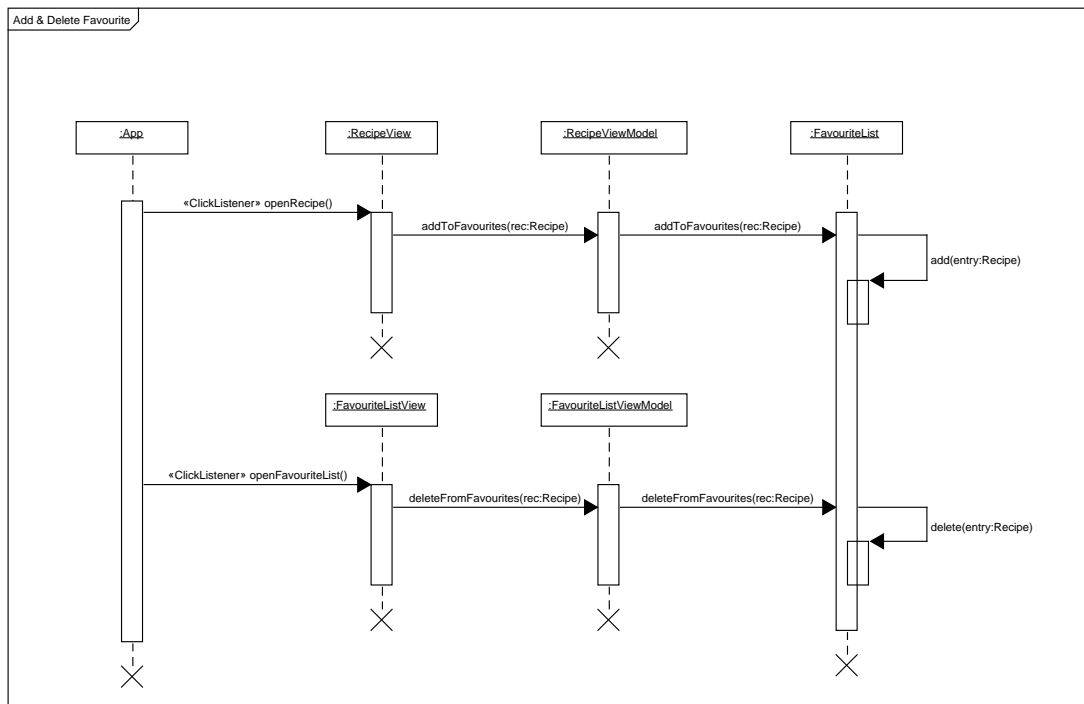 Add & Delete Favourite
:App
:RecipeView
:RecipeViewModel
:FavouriteList
«ClickListener» openRecipe()
addToFavourites(rec:Recipe)
addToFavourites(rec:Recipe)
add(entry:Recipe)
:FavouriteListView
:FavouriteListViewModel
«ClickListener» openFavouriteList()
deleteFromFavourites(rec:Recipe)
deleteFromFavourites(rec:Recipe)
delete(entry:Recipe)